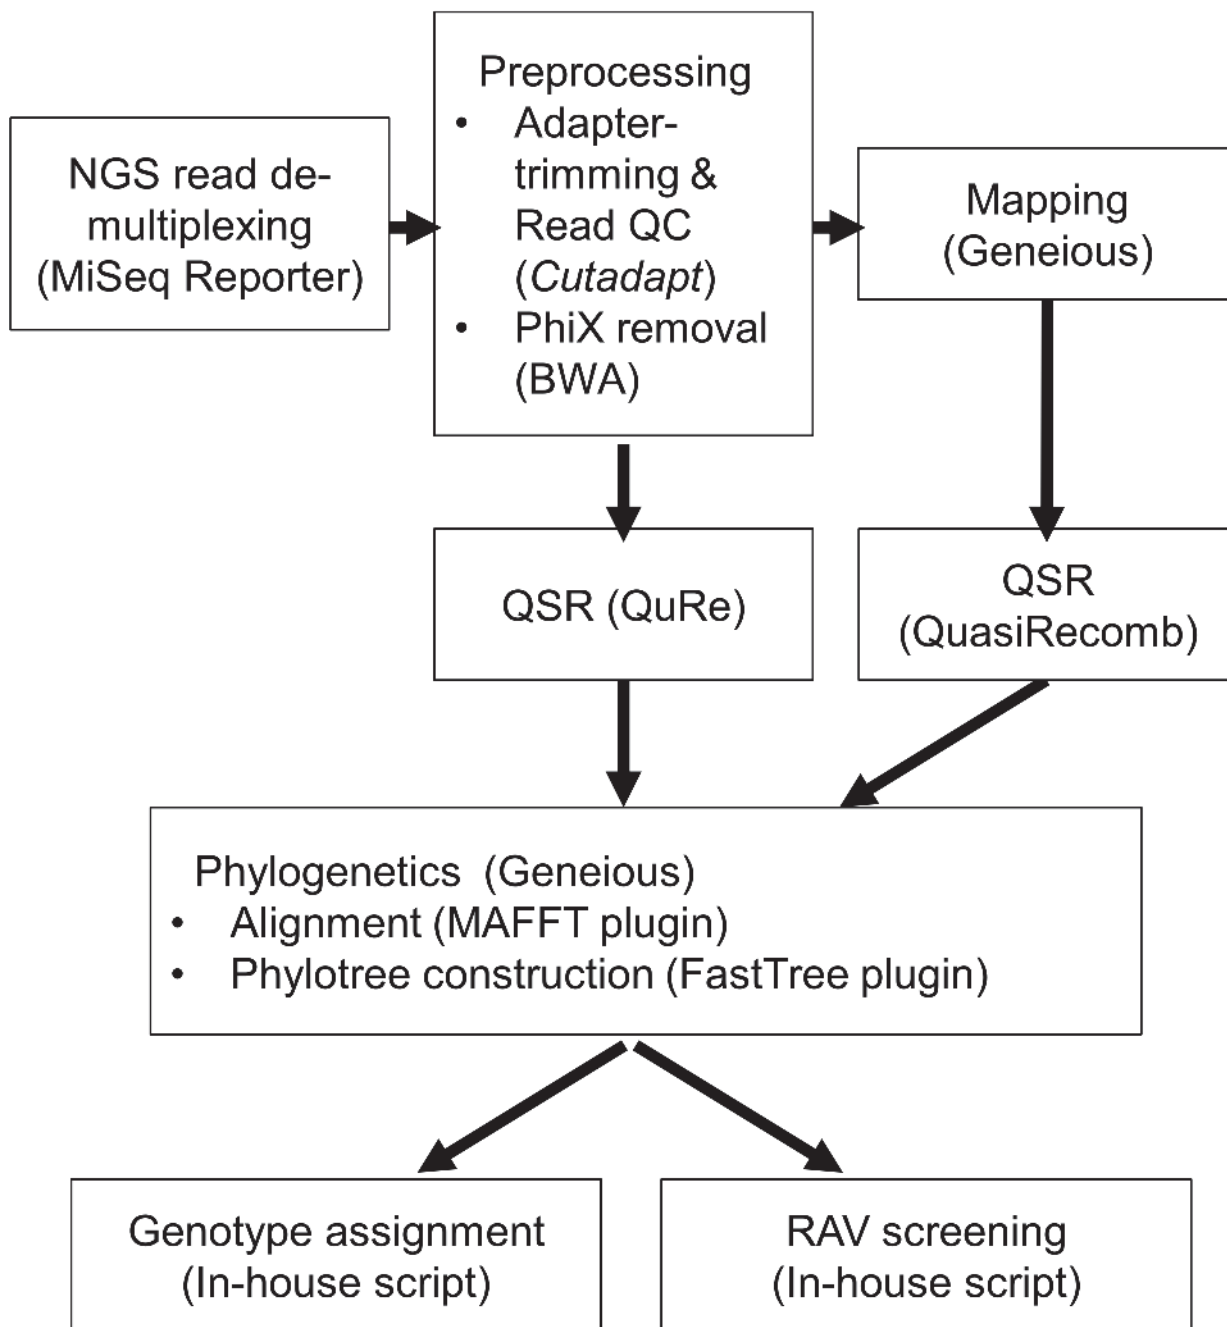 NGS read de-
multiplexing
(MiSeq Reporter)
Preprocessing
• Adapter-
trimming &
Read QC
(Cutadapt)
• PhiX removal
(BWA)
Mapping
(Geneious)
QSR (QuRe)
QSR
(QuasiRecomb)
Phylogenetics (Geneious)
• Alignment (MAFFT plugin)
• Phylotree construction (FastTree plugin)
Genotype assignment
(In-house script)
RAV screening
(In-house script)